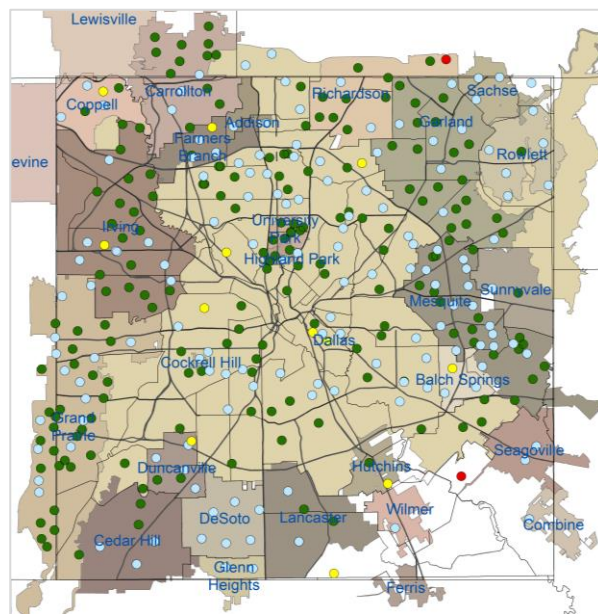 Lewisville
Coppell
Carrollton
Richardson
Sachse
Addison
Garland
Farmers
Branch
Rowlett
evine
University
Park
Irving
Highland Park
Sunnyvale
Mesquite
Dallas
Cockrell Hill
Balch Springs
Grand
Prairie
Seagoville
Duncanville
Hutchins
DeSoto
Lancaster
Wilmer
Combine
Cedar Hill
Glenn
Heights
Ferris